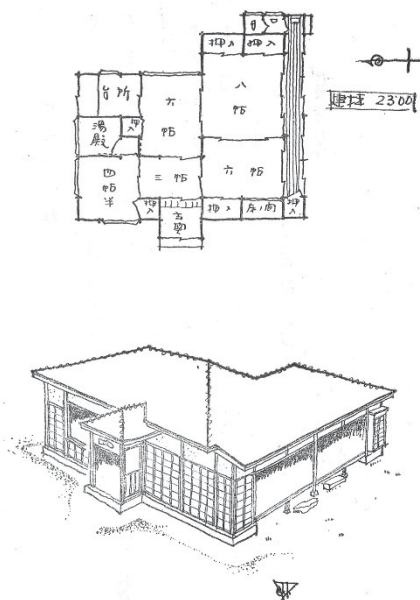 押入 押入
台所 六帖 八帖
建坪 23.00
湯殿 押入
四帖半 三帖 六帖
押入 玄関 押入 床ノ間 押入